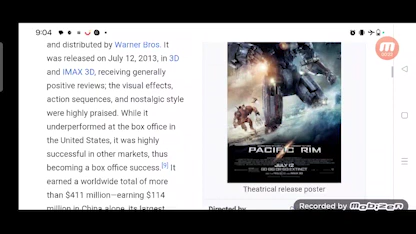 9:04
and distributed by Warner Bros. It
was released on July 12, 2013, in 3D
and IMAX 3D, receiving generally
positive reviews; the visual effects,
action sequences, and nostalgic style
were highly praised. While it
underperformed at the box office in
the United States, it was highly
successful in other markets, thus
becoming a box office success.[9] It
earned a worldwide total of more
than $411 million—earning $114
million in China alone, its largest
PACIFIC RIM
JULY 12
Theatrical release poster
Directed by
Recorded by mobizen